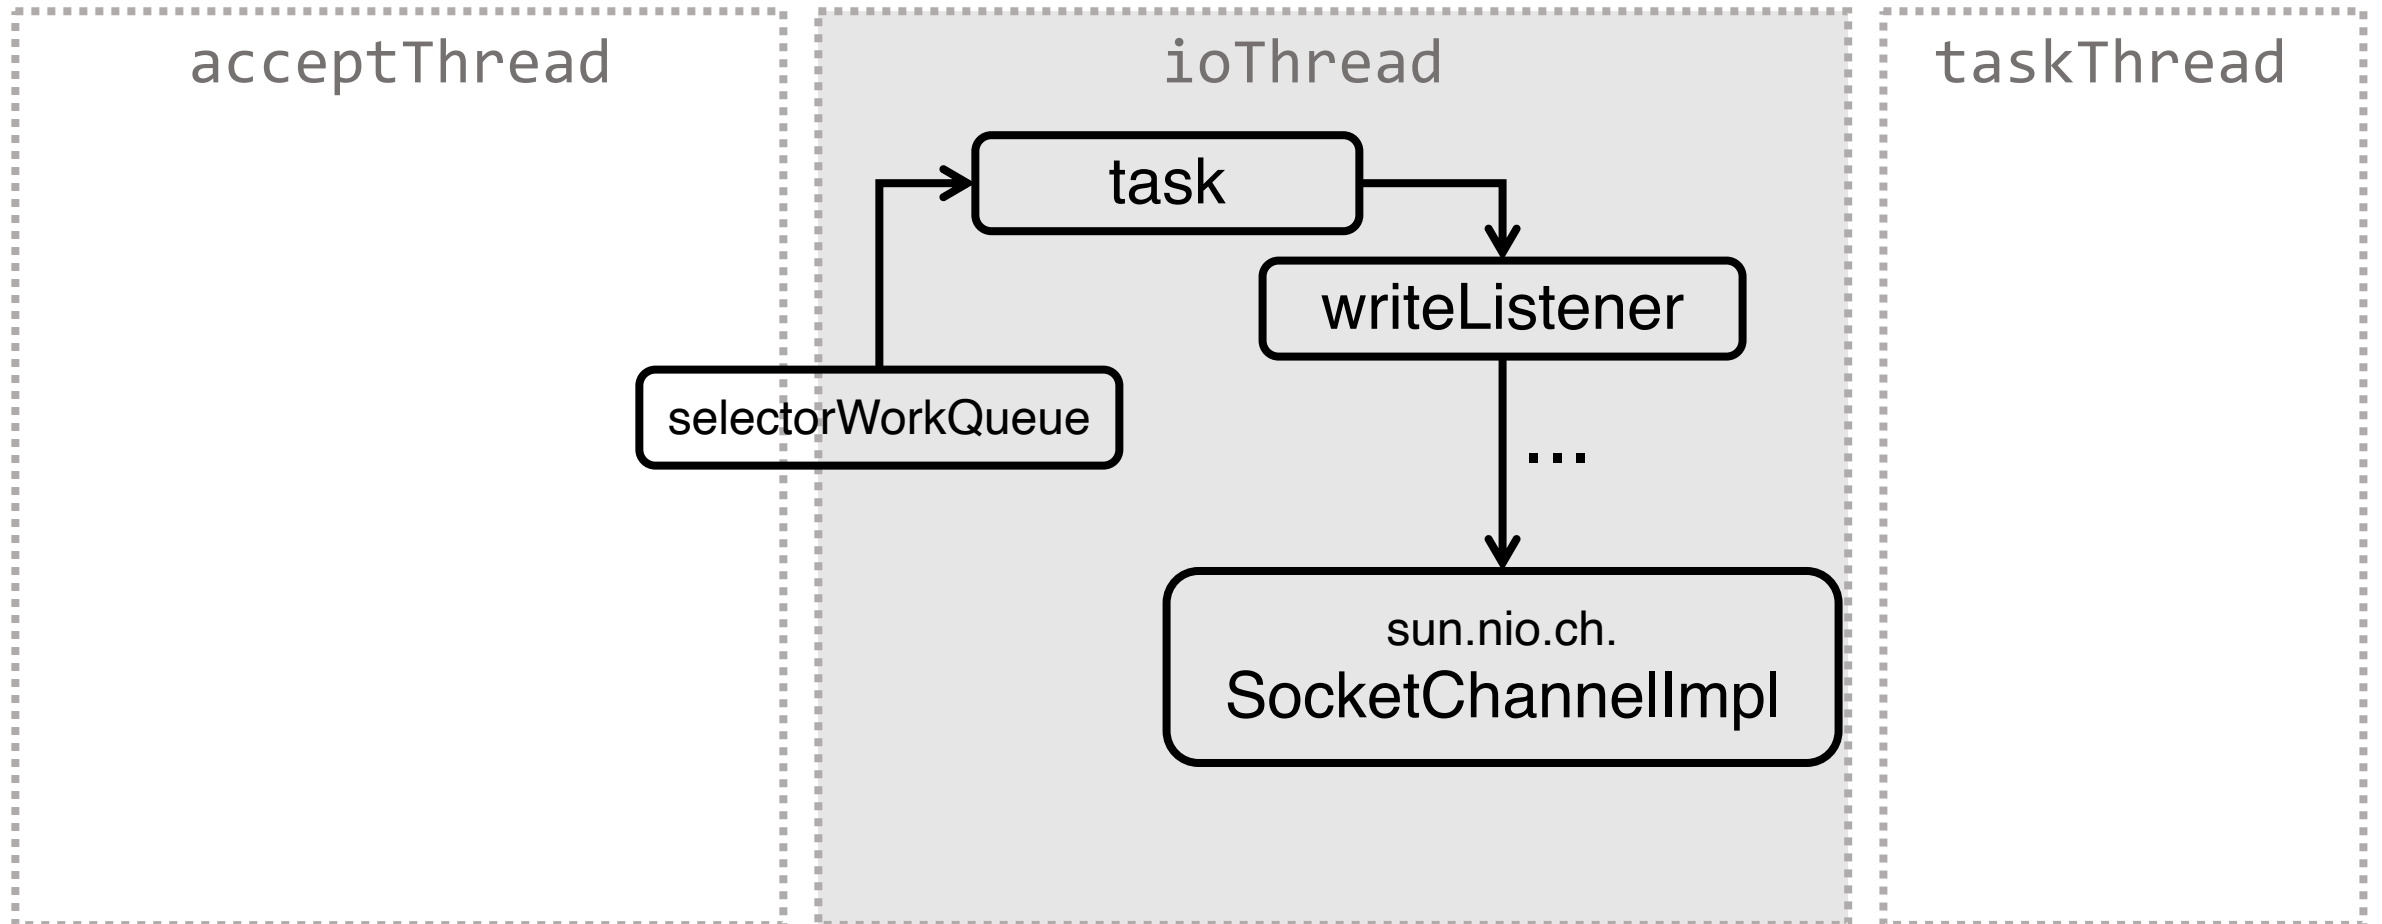 acceptThread
ioThread
taskThread
task
writeListener
selectorWorkQueue
...
sun.nio.ch.
SocketChannelImpl